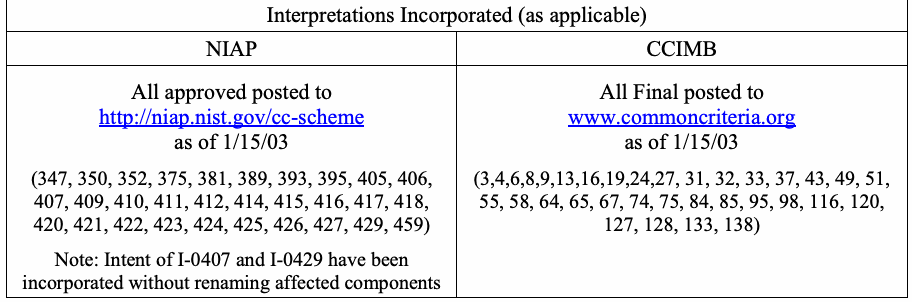 Interpretations Incorporated (as applicable)
NIAP
CCIMB
All approved posted to
http://niap.nist.gov/cc-scheme
as of 1/15/03
(347, 350, 352, 375, 381, 389, 393, 395, 405, 406,
407, 409, 410, 411, 412, 414, 415, 416, 417, 418,
420, 421, 422, 423, 424, 425, 426, 427, 429, 459)
Note: Intent of I-0407 and I-0429 have been
incorporated without renaming affected components
All Final posted to
www.commoncriteria.org
as of 1/15/03
(3,4,6,8,9,13,16,19,24,27, 31, 32, 33, 37, 43, 49, 51,
55, 58, 64, 65, 67, 74, 75, 84, 85, 95, 98, 116, 120,
127, 128, 133, 138)